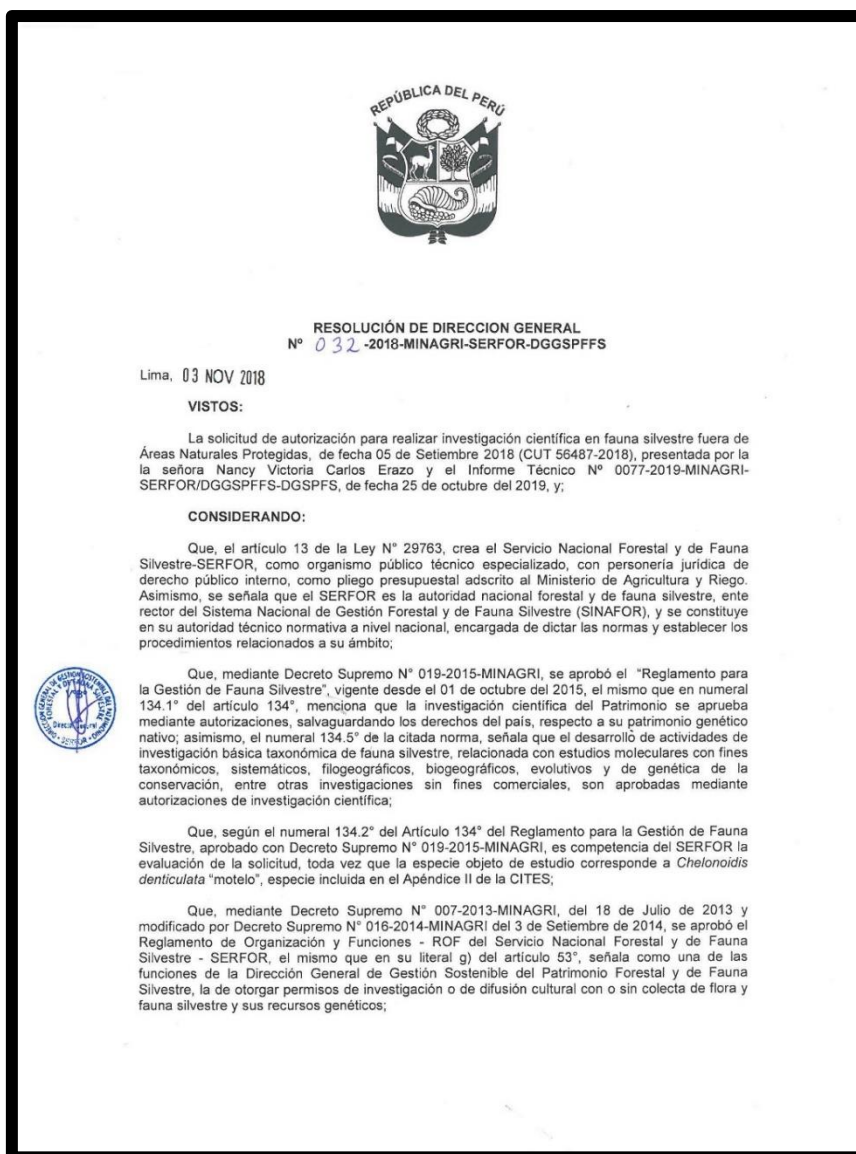 REPÚBLICA DEL PERÚ
RESOLUCIÓN DE DIRECCION GENERAL
Nº 032 -2018-MINAGRI-SERFOR-DGGSPFFS
Lima, 03 NOV 2018
VISTOS:
La solicitud de autorización para realizar investigación científica en fauna silvestre fuera de
Áreas Naturales Protegidas, de fecha 05 de Setiembre 2018 (CUT 56487-2018), presentada por la
la señora Nancy Victoria Carlos Erazo y el Informe Técnico Nº 0077-2019-MINAGRI-
SERFOR/DGGSPFFS-DGSPFS, de fecha 25 de octubre del 2019, y;
CONSIDERANDO:
Que, el artículo 13 de la Ley N° 29763, crea el Servicio Nacional Forestal y de Fauna
Silvestre-SERFOR, como organismo público técnico especializado, con personería jurídica de
derecho público interno, como pliego presupuestal adscrito al Ministerio de Agricultura y Riego.
Asimismo, se señala que el SERFOR es la autoridad nacional forestal y de fauna silvestre, ente
rector del Sistema Nacional de Gestión Forestal y de Fauna Silvestre (SINAFOR), y se constituye
en su autoridad técnico normativa a nivel nacional, encargada de dictar las normas y establecer los
procedimientos relacionados a su ámbito;
Que, mediante Decreto Supremo N° 019-2015-MINAGRI, se aprobó el “Reglamento para
la Gestión de Fauna Silvestre”, vigente desde el 01 de octubre del 2015, el mismo que en numeral
134.1° del artículo 134°, menciona que la investigación científica del Patrimonio se aprueba
mediante autorizaciones, salvaguardando los derechos del país, respecto a su patrimonio genético
nativo; asimismo, el numeral 134.5° de la citada norma, señala que el desarrollo de actividades de
investigación básica taxonómica de fauna silvestre, relacionada con estudios moleculares con fines
taxonómicos, sistemáticos, filogeográficos, biogeográficos, evolutivos y de genética de la
conservación, entre otras investigaciones sin fines comerciales, son aprobadas mediante
autorizaciones de investigación científica;
Que, según el numeral 134.2° del Artículo 134° del Reglamento para la Gestión de Fauna
Silvestre, aprobado con Decreto Supremo N° 019-2015-MINAGRI, es competencia del SERFOR la
evaluación de la solicitud, toda vez que la especie objeto de estudio corresponde a Chelonoidis
denticulata “motelo”, especie incluida en el Apéndice II de la CITES;
Que, mediante Decreto Supremo N° 007-2013-MINAGRI, del 18 de Julio de 2013 y
modificado por Decreto Supremo N° 016-2014-MINAGRI del 3 de Setiembre de 2014, se aprobó el
Reglamento de Organización y Funciones - ROF del Servicio Nacional Forestal y de Fauna
Silvestre - SERFOR, el mismo que en su literal g) del artículo 53°, señala como una de las
funciones de la Dirección General de Gestión Sostenible del Patrimonio Forestal y de Fauna
Silvestre, la de otorgar permisos de investigación o de difusión cultural con o sin colecta de flora y
fauna silvestre y sus recursos genéticos;